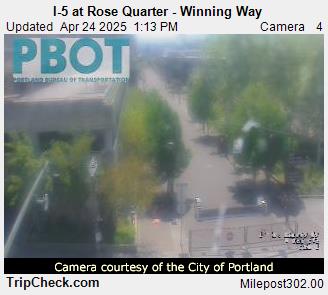 I-5 at Rose Quarter - Winning Way
Updated Apr 24 2025 1:13 PM Camera 4
PBOT
PORTLAND BUREAU OF TRANSPORTATION
Camera courtesy of the City of Portland
TripCheck.com Milepost302.00